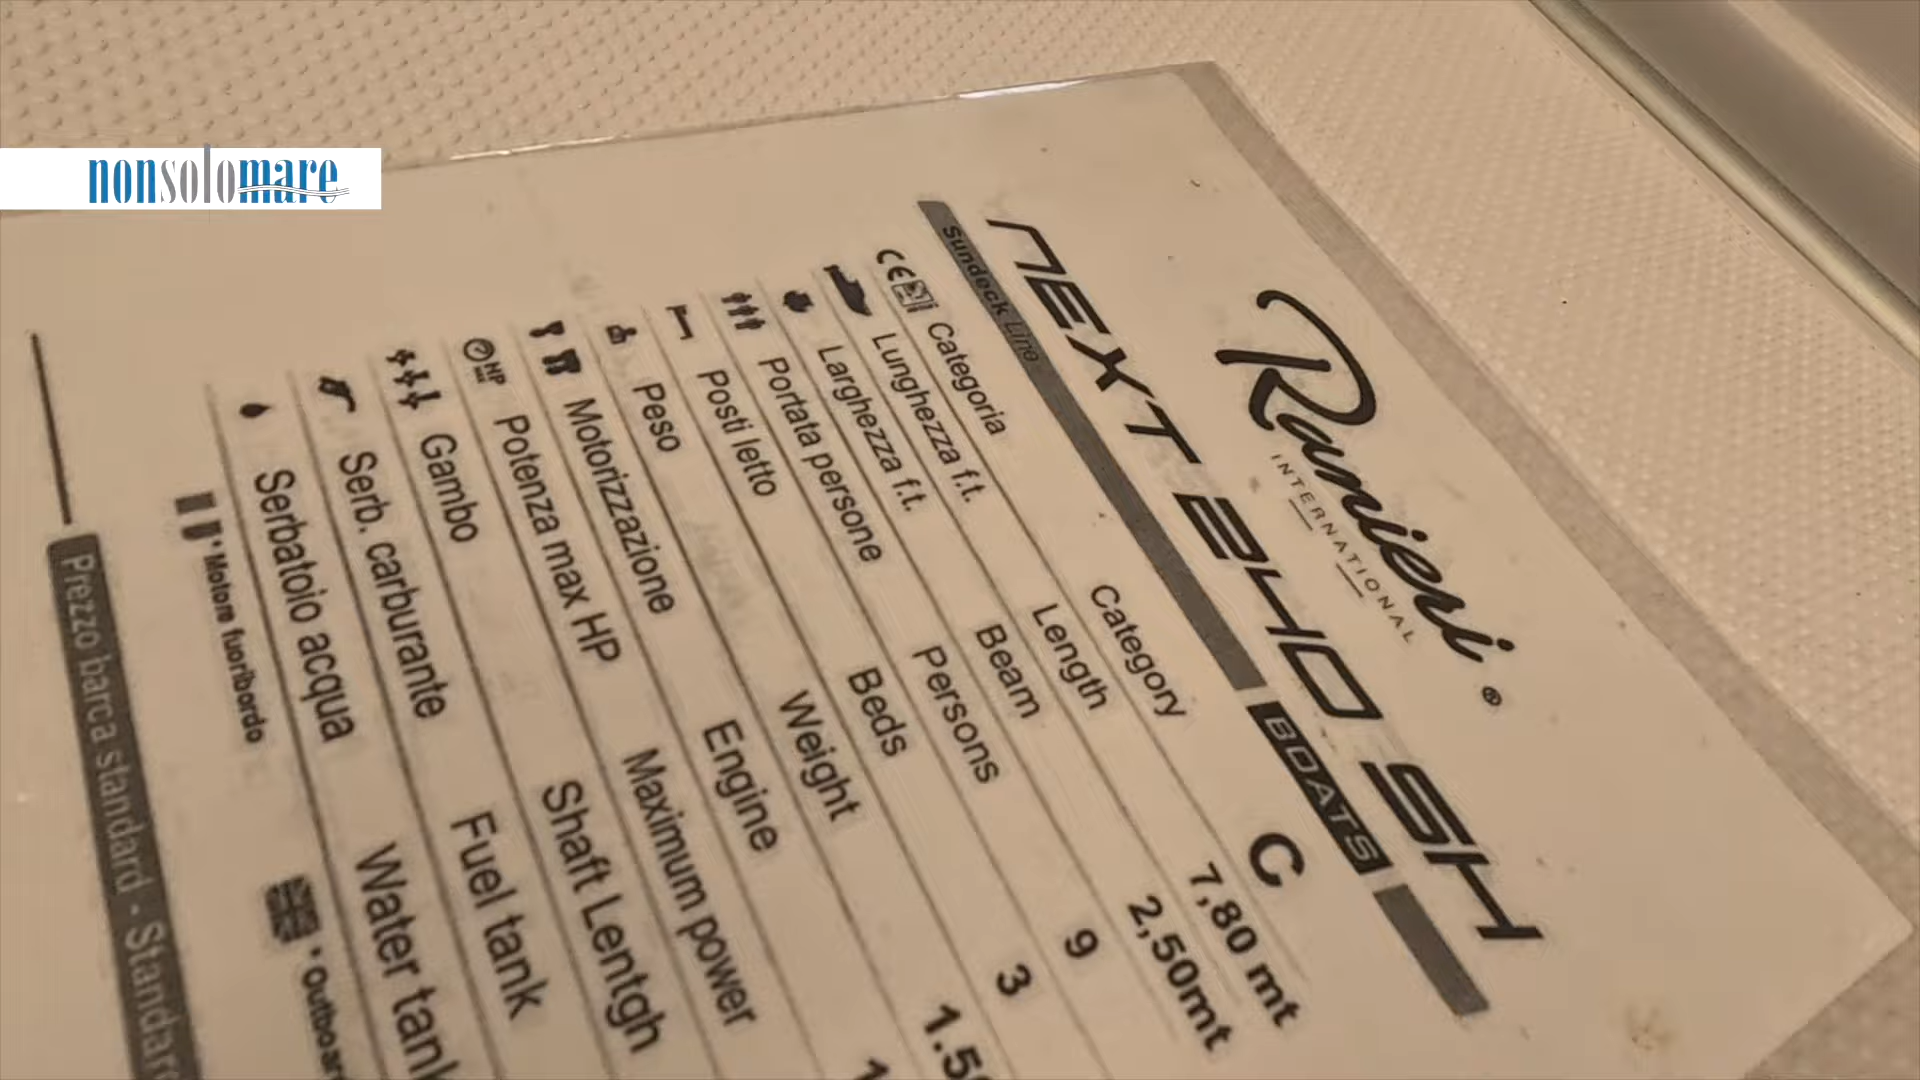 nonsolomare
Ranieri®
INTERNATIONAL
NEXT 240 SH
Sundeck Line BOATS
CE Categoria Category C
Lunghezza f.t. Length 7,80 mt
Larghezza f.t. Beam 2,50mt
Portata persone Persons 9
Posti letto Beds 3
Peso Weight
Motorizzazione Engine
HP Potenza max HP Maximum power
Gambo Shaft Lentgh
Serb. carburante Fuel tank
Serbatoio acqua Water tank
* Motore fuoribordo
Prezzo barca standard - Standard